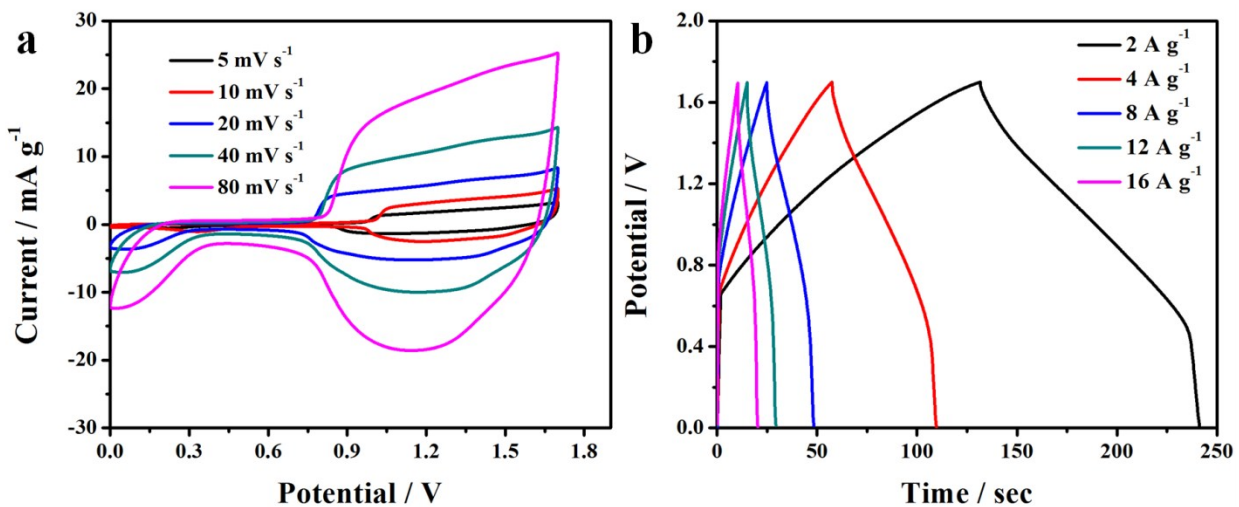 a
30
20
10
0
-10
-20
-30
0.0 0.3 0.6 0.9 1.2 1.5 1.8
Current / mA g⁻¹
Potential / V
5 mV s⁻¹
10 mV s⁻¹
20 mV s⁻¹
40 mV s⁻¹
80 mV s⁻¹
b
2.0
1.6
1.2
0.8
0.4
0.0
0 50 100 150 200 250
Potential / V
Time / sec
2 A g⁻¹
4 A g⁻¹
8 A g⁻¹
12 A g⁻¹
16 A g⁻¹